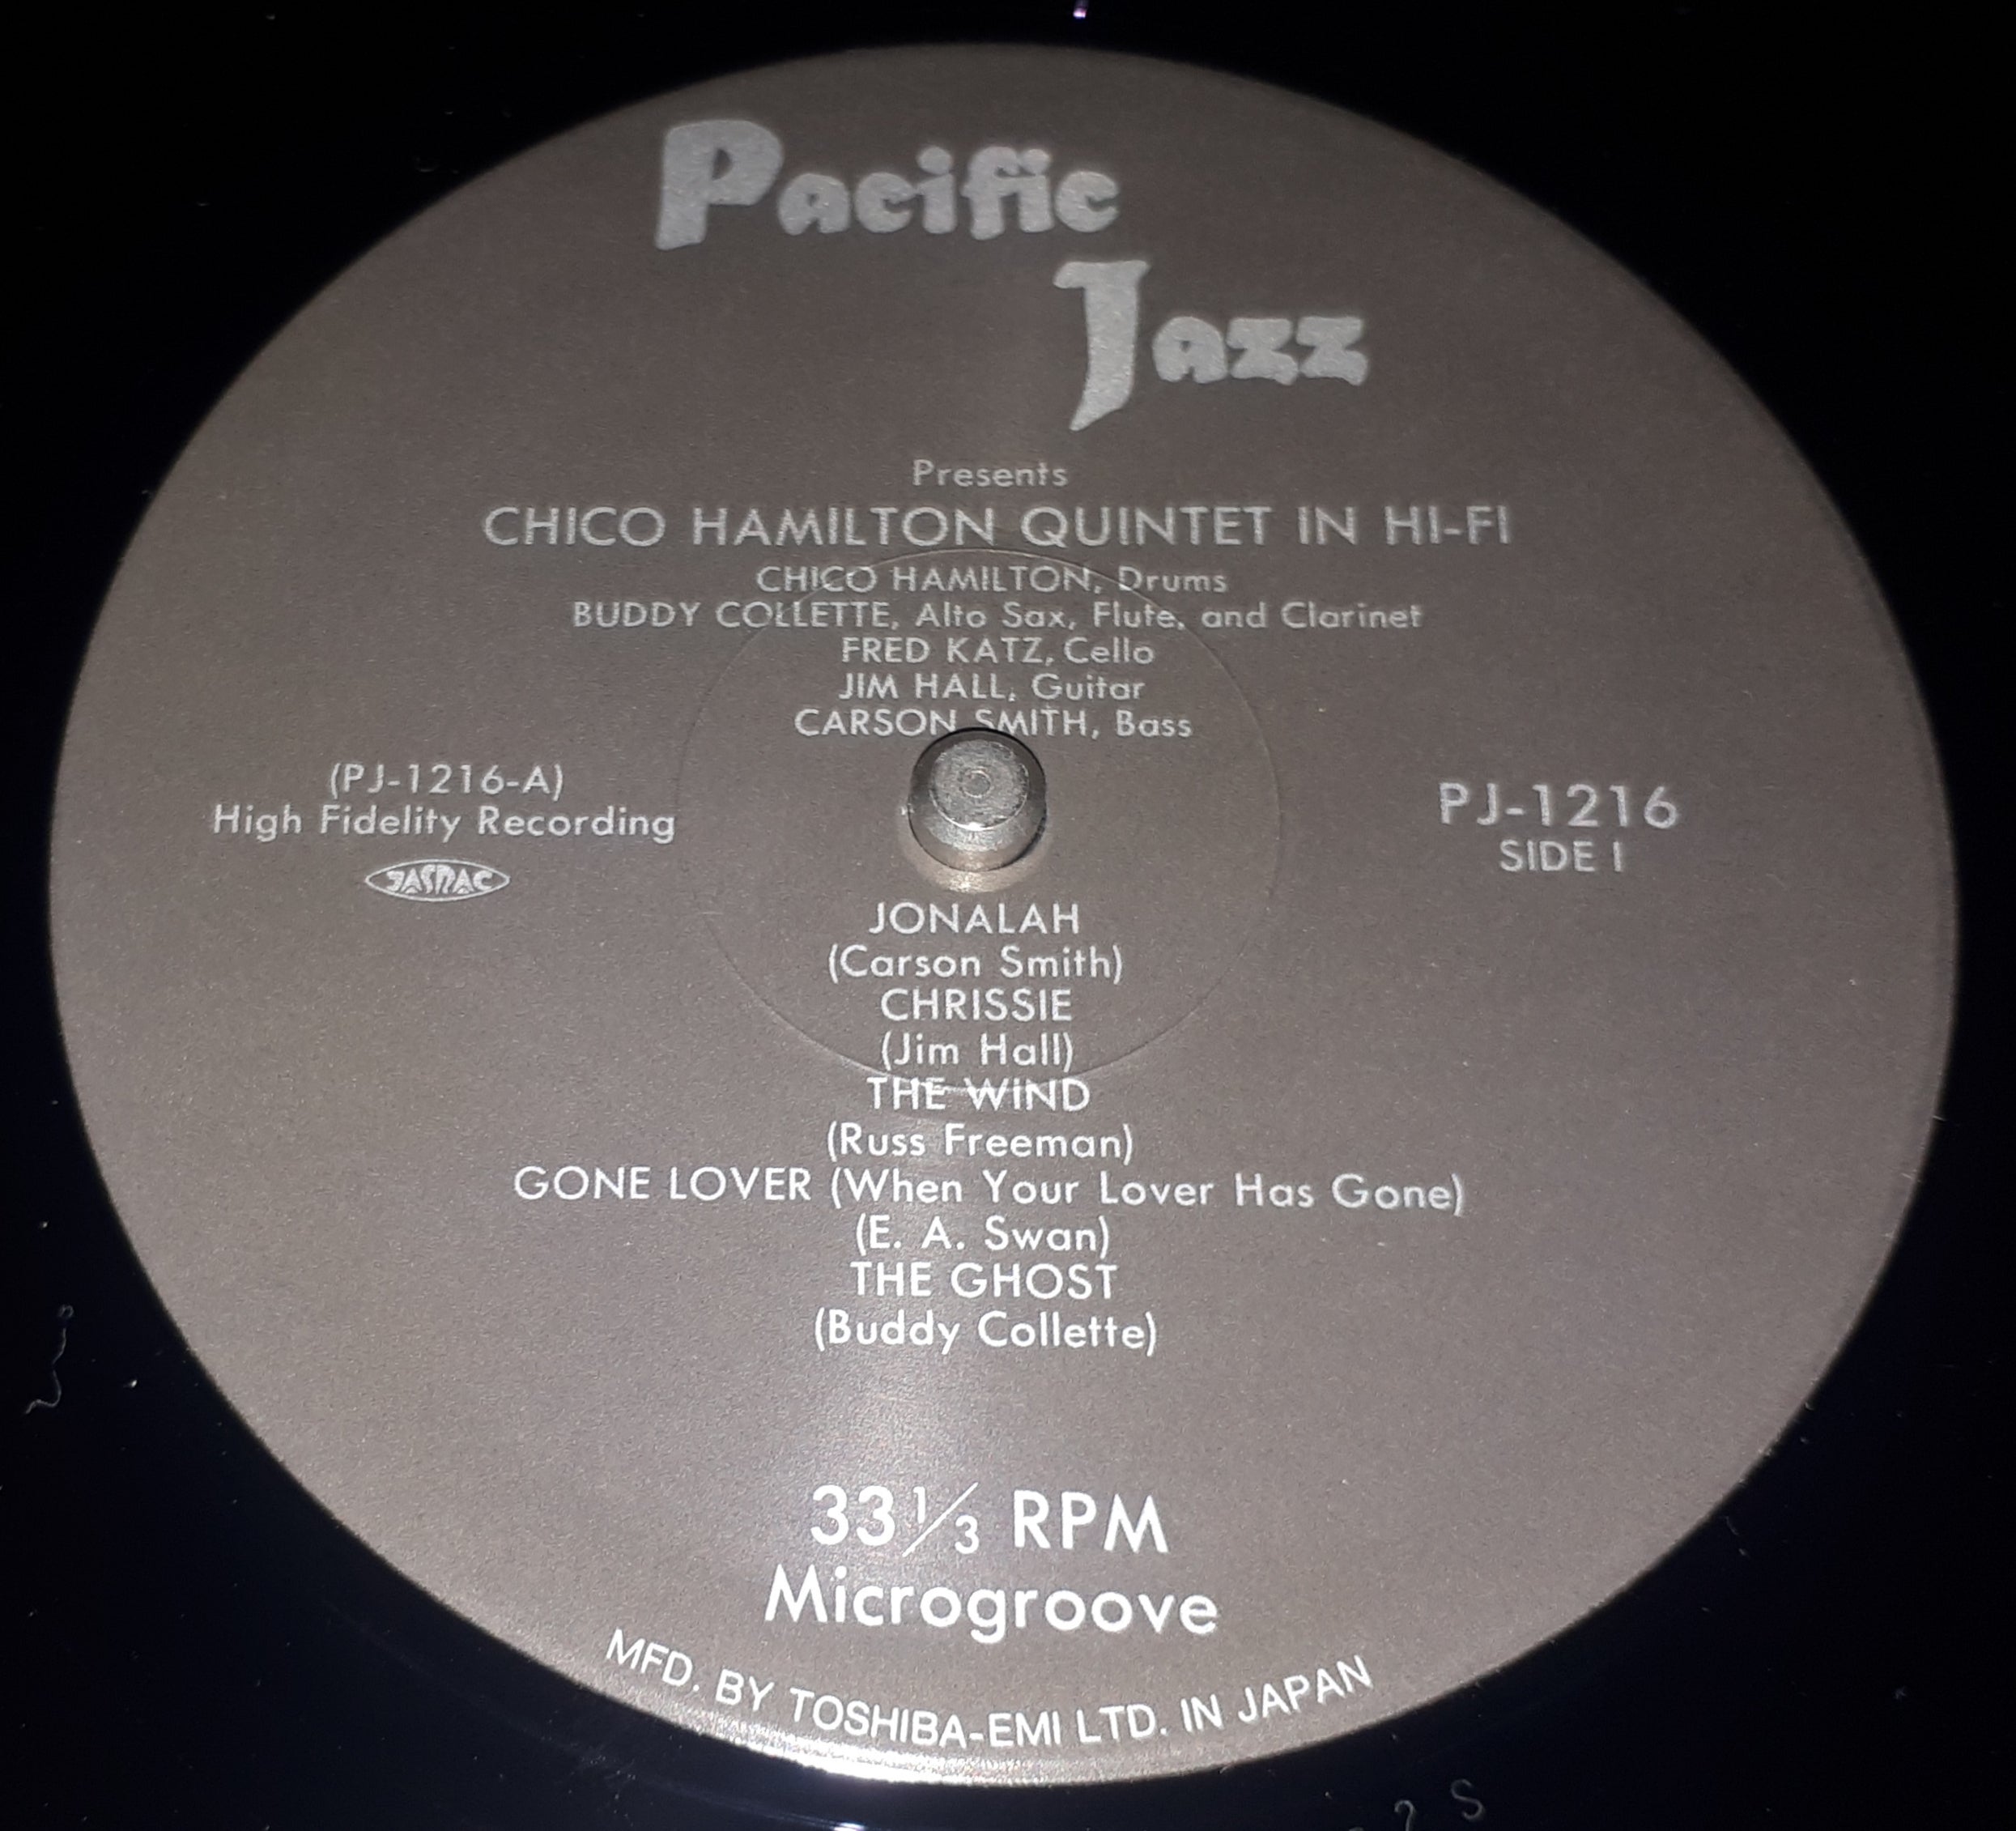 Pacific
Jazz
Presents
CHICO HAMILTON QUINTET IN HI-FI
CHICO HAMILTON, Drums
BUDDY COLLETTE, Alto Sax, Flute, and Clarinet
FRED KATZ, Cello
JIM HALL, Guitar
CARSON SMITH, Bass
(PJ-1216-A)
High Fidelity Recording
JASRAC
PJ-1216
SIDE 1
JONALAH
(Carson Smith)
CHRISSIE
(Jim Hall)
THE WIND
(Russ Freeman)
GONE LOVER (When Your Lover Has Gone)
(E. A. Swan)
THE GHOST
(Buddy Collette)
33 1/3 RPM
Microgroove
MFD. BY TOSHIBA-EMI LTD. IN JAPAN